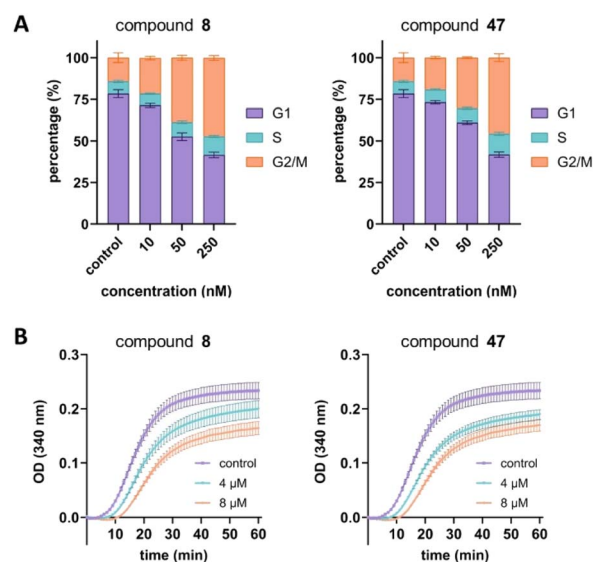 A
compound 8
percentage (%)
100
75
50
25
0
control
10
50
250
concentration (nM)
G1
S
G2/M
compound 47
percentage (%)
100
75
50
25
0
control
10
50
250
concentration (nM)
G1
S
G2/M
B
compound 8
OD (340 nm)
0.3
0.2
0.1
0.0
control
4 μM
8 μM
10 20 30 40 50 60
time (min)
compound 47
OD (340 nm)
0.3
0.2
0.1
0.0
control
4 μM
8 μM
10 20 30 40 50 60
time (min)